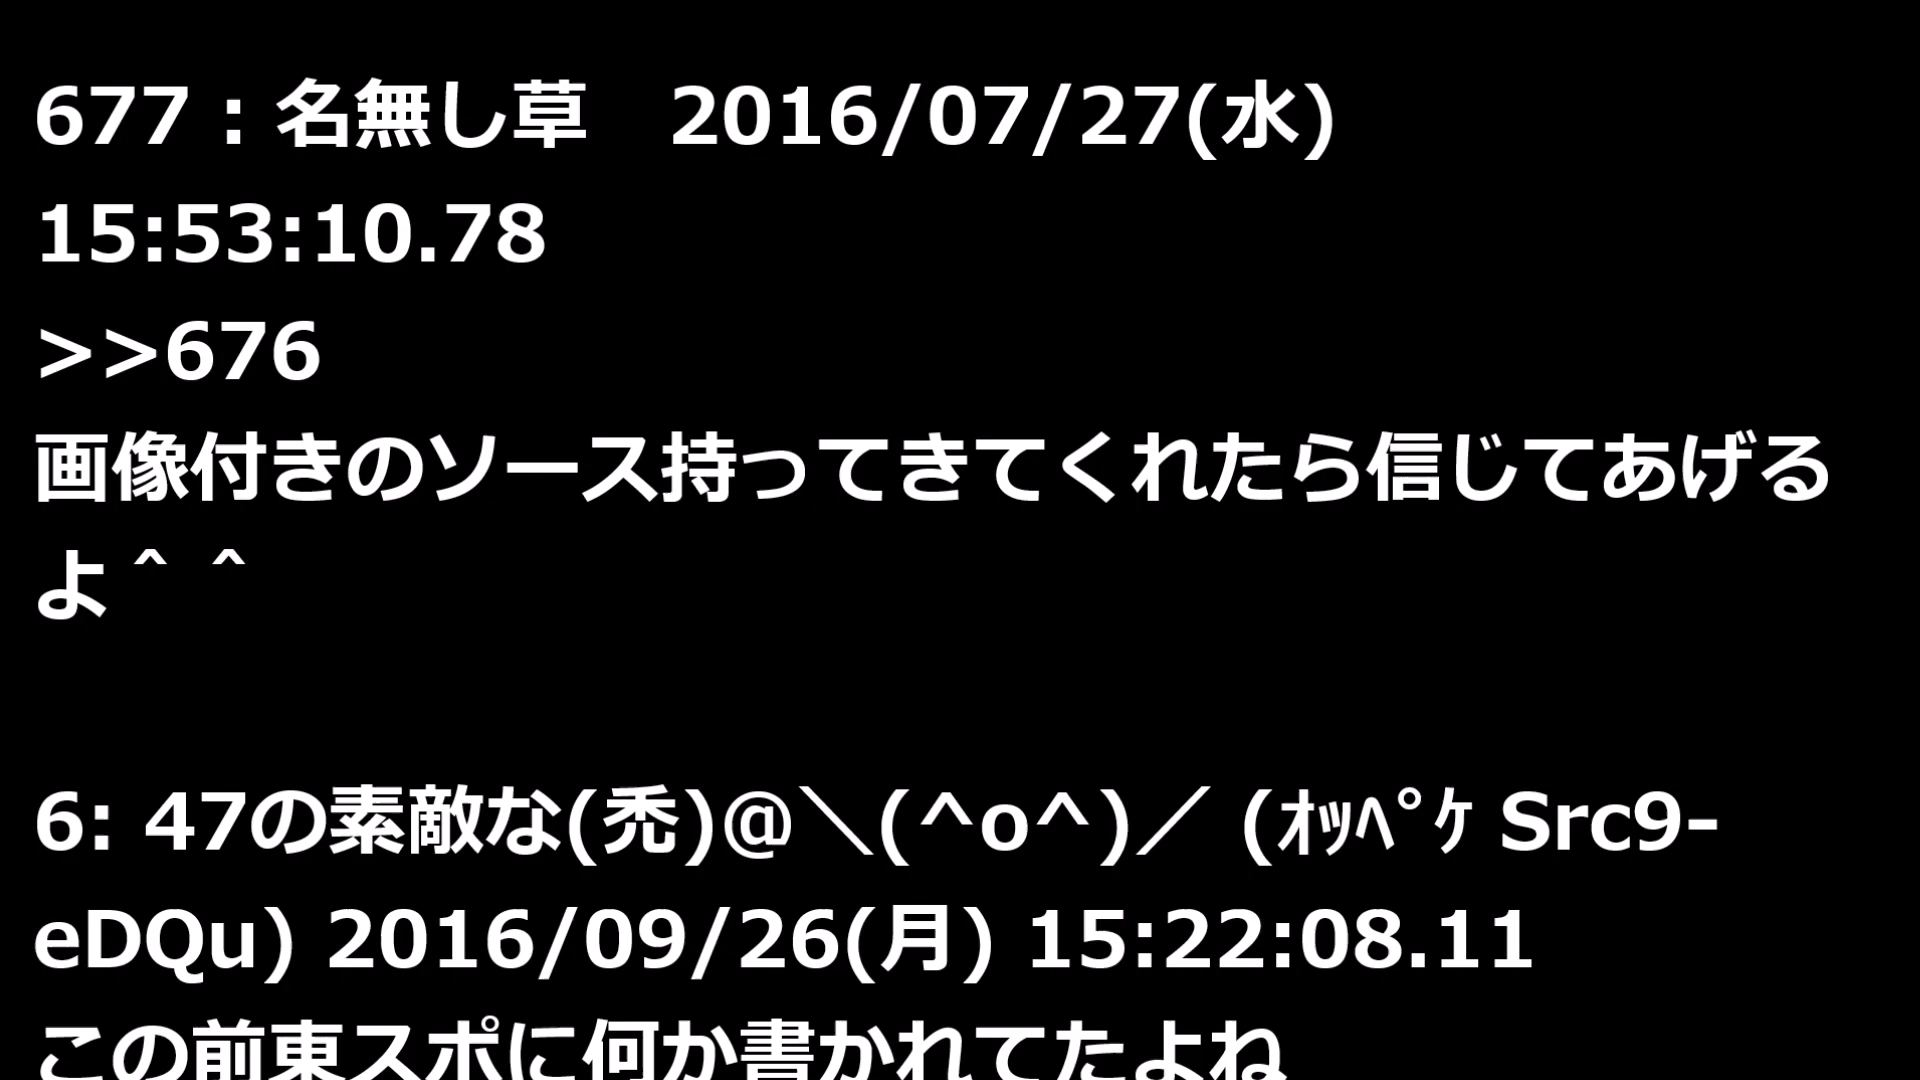 677 : 名無し草　2016/07/27(水)
15:53:10.78
>>676
画像付きのソース持ってきてくれたら信じてあげる
よ＾＾
6: 47の素敵な(禿)@＼(^o^)／ (ｵｯﾍﾟｹ Src9-
eDQu) 2016/09/26(月) 15:22:08.11
この前東スポに何か書かれてたよね